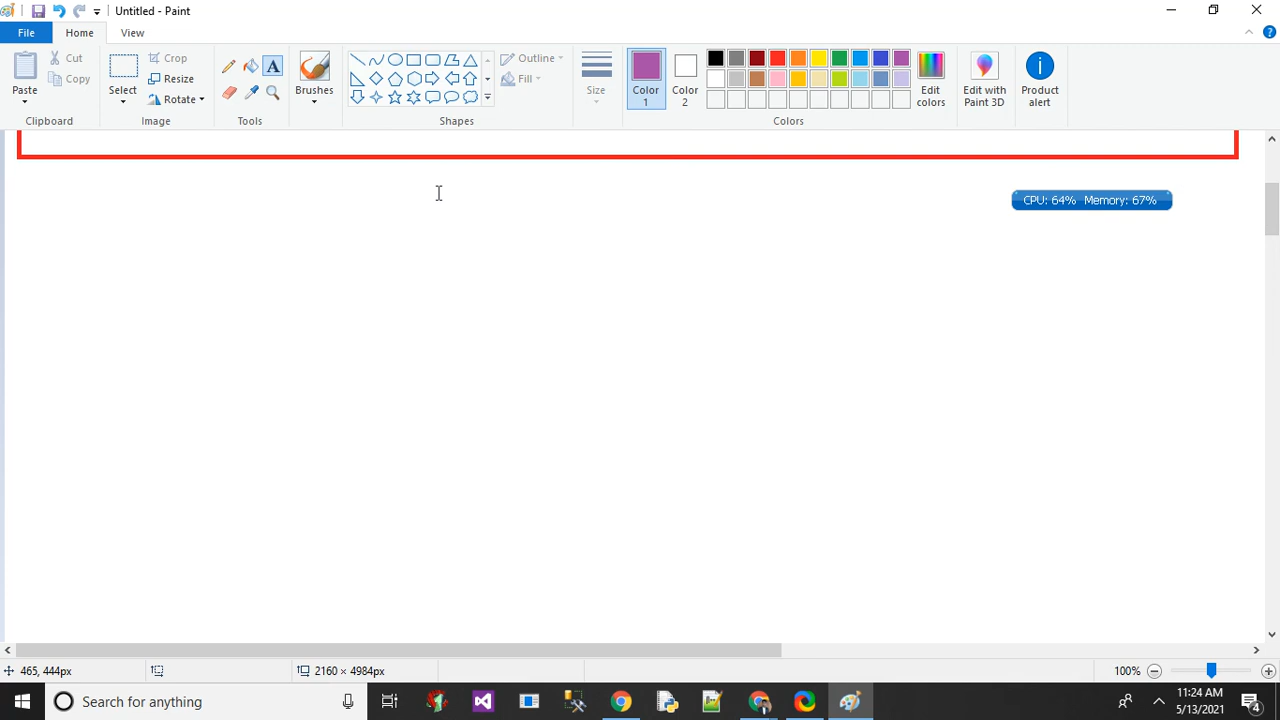 Untitled - Paint
File Home View
Paste Cut Copy
Clipboard
Select Crop Resize Rotate
Image
A
Tools
Brushes
Shapes
Outline
Fill
Size
Color 1
Color 2
Edit colors
Colors
Edit with Paint 3D
Product alert
CPU: 64% Memory: 67%
465, 444px
2160 × 4984px
100%
Search for anything
11:24 AM
5/13/2021
4